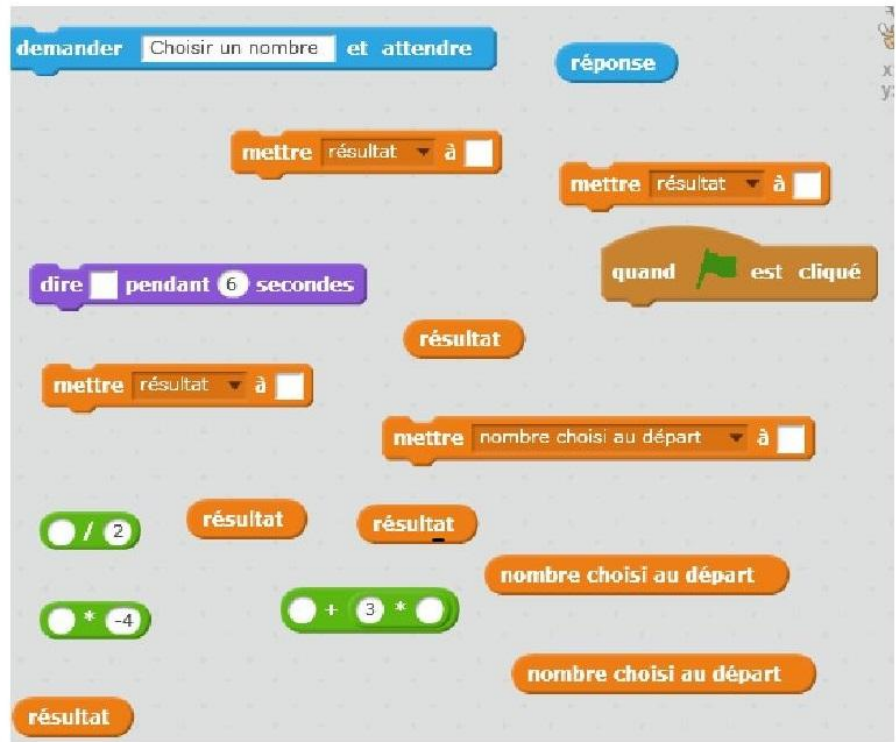 demander Choisir un nombre et attendre
réponse
mettre résultat à
mettre résultat à
quand est cliqué
dire pendant 6 secondes
résultat
mettre résultat à
mettre nombre choisi au départ à
/ 2
résultat
résultat
nombre choisi au départ
* -4
+ 3 *
nombre choisi au départ
résultat
x:
y: